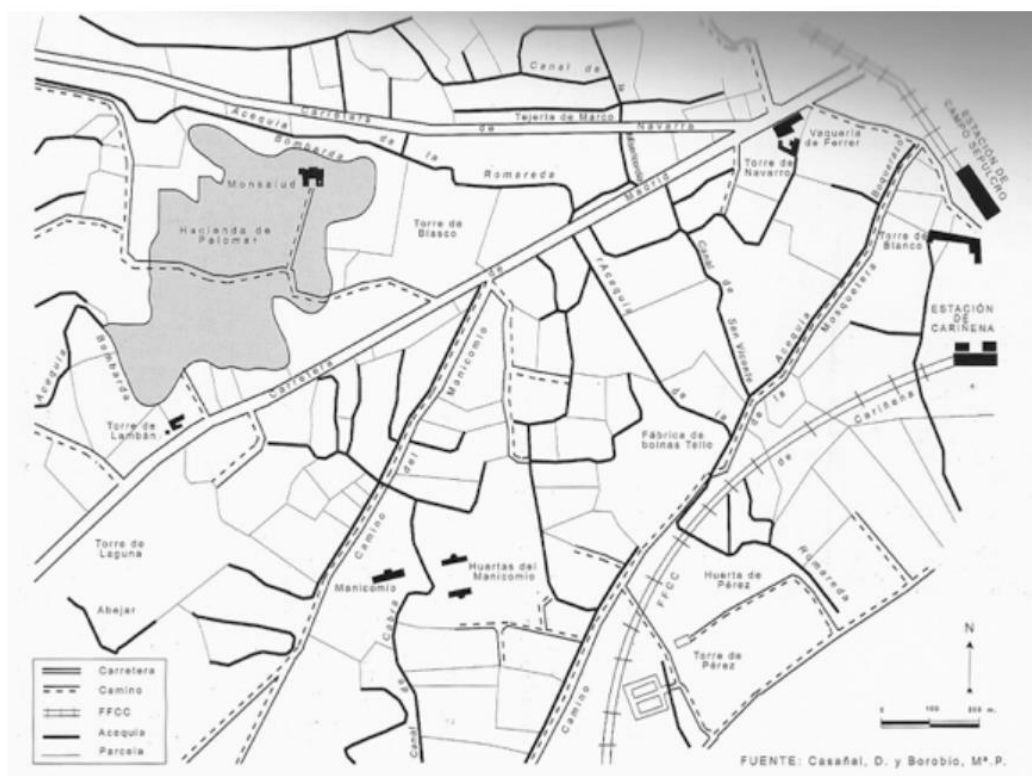 Canal de
Carretera de Navarra
Tejeria de Marco
Acequia de la Romareda
Bombarda
Monsalud
Hacienda de
Palomar
Torre de
Blasco
Carretera de Madrid
Torre de
Navarro
Vaquería
de Ferrer
ESTACIÓN DE
CAMPO SEPULCRO
Torre de
Blanco
ESTACIÓN
DE
CARIÑENA
Canal de San Vicente
Acequia de la
Mosquetera
Acequia
Bombarda
Torre de
Lambán
Camino del Manicomio
Fábrica de
boinas Tello
FFCC de Cariñena
Torre de
Laguna
Abejar
Manicomio
Huertas del
Manicomio
Canal de Cabra
Huerta de
Pérez
Romareda
Torre de
Pérez
Camino
N
0 100 200 m.
Carretera
Camino
FFCC
Acequia
Parcela
FUENTE: Casañal, D. y Borobio, Mª.P.